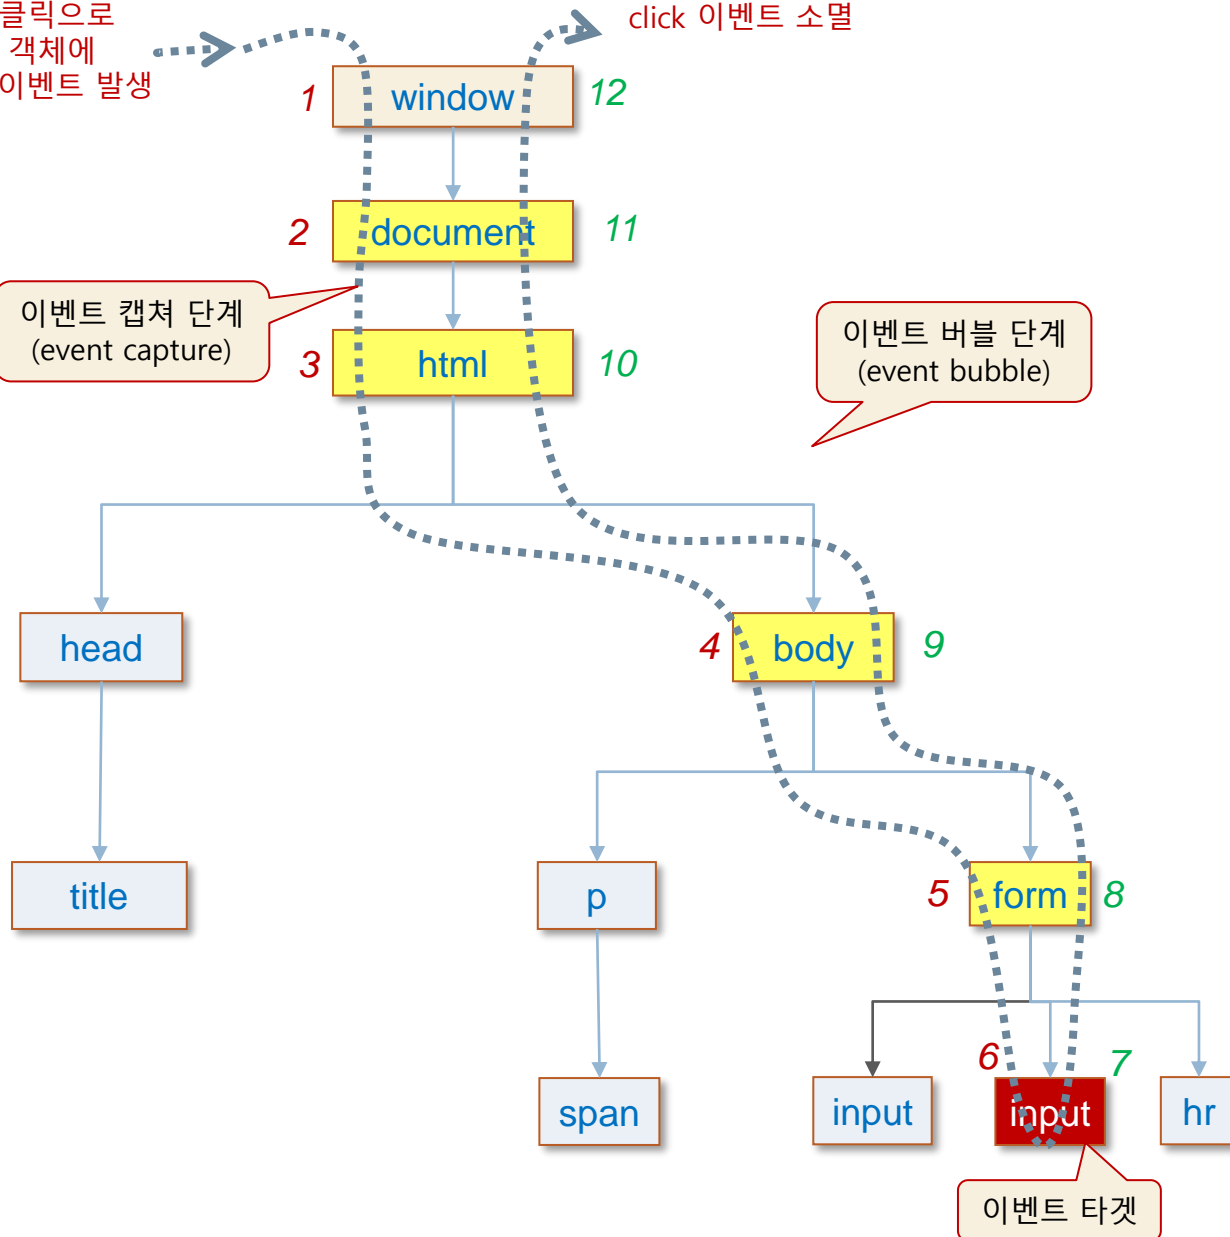 클릭으로
객체에
이벤트 발생
click 이벤트 소멸
1
window
12
2
document
11
이벤트 캡쳐 단계
(event capture)
3
html
10
이벤트 버블 단계
(event bubble)
head
4
body
9
title
p
5
form
8
6
7
span
input
input
hr
이벤트 타겟